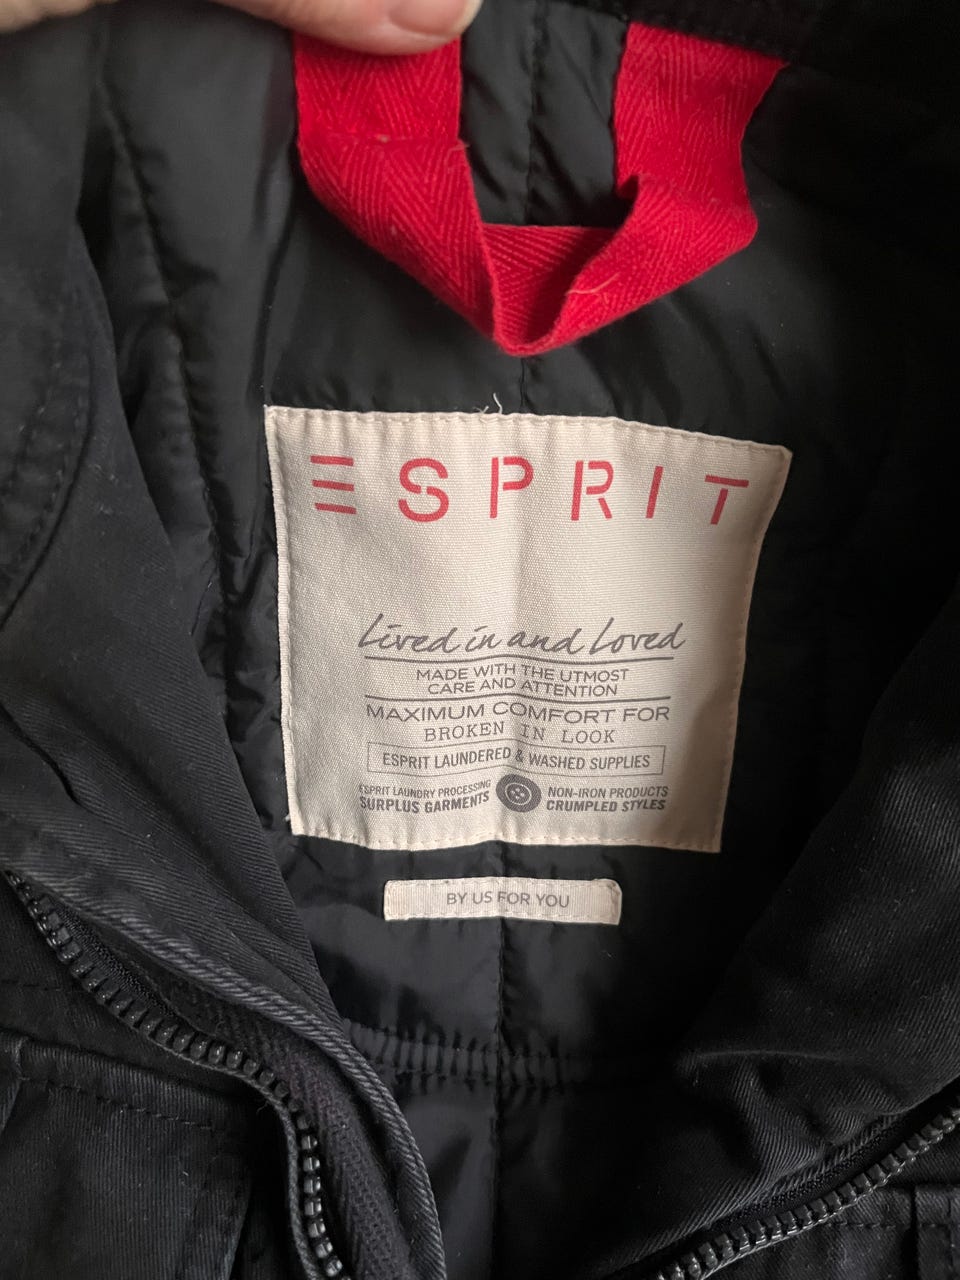 ESPRIT
Lived in and Loved
MADE WITH THE UTMOST
CARE AND ATTENTION
MAXIMUM COMFORT FOR
BROKEN IN LOOK
ESPRIT LAUNDERED & WASHED SUPPLIES
ESPRIT LAUNDRY PROCESSING
SURPLUS GARMENTS
NON-IRON PRODUCTS
CRUMPLED STYLES
BY US FOR YOU